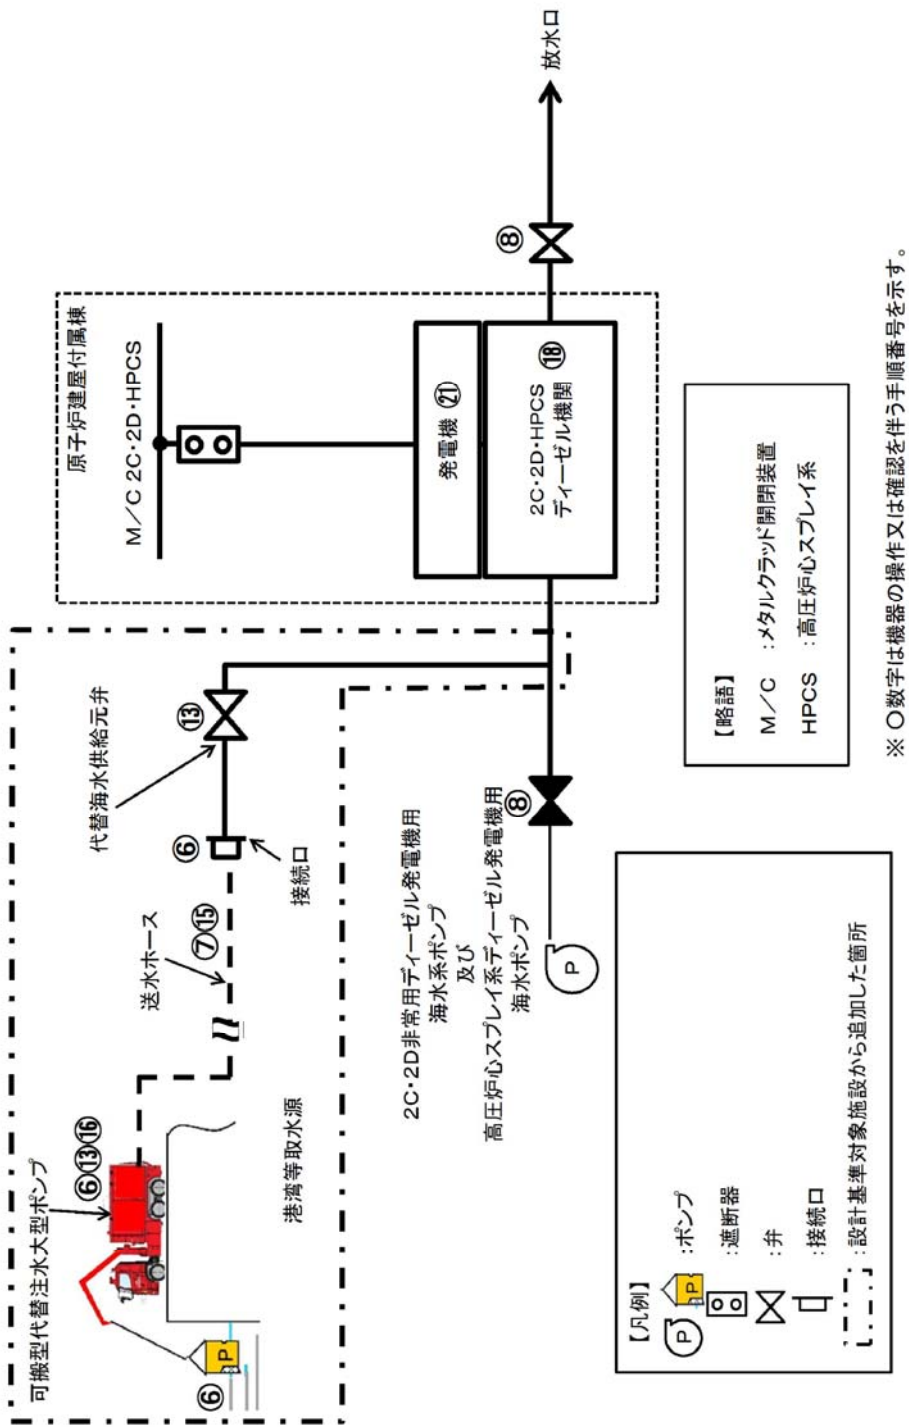 可搬型代替注水大型ポンプ
⑥⑬⑯
⑥
P
港湾等取水源
送水ホース
⑦⑮
⑥
接続口
代替海水供給元弁
⑬
2C・2D非常用ディーゼル発電機用
海水系ポンプ
及び
高圧炉心スプレイ系ディーゼル発電機用
海水ポンプ
P
⑧
原子炉建屋付属棟
M/C 2C・2D・HPCS
発電機 ㉑
2C・2D・HPCS ⑱
ディーゼル機関
⑧
放水口
【凡例】
P P :ポンプ
:遮断器
:弁
:接続口
:設計基準対象施設から追加した箇所
【略語】
M/C :メタルクラッド開閉装置
HPCS :高圧炉心スプレイ系
※ ○数字は機器の操作又は確認を伴う手順番号を示す。